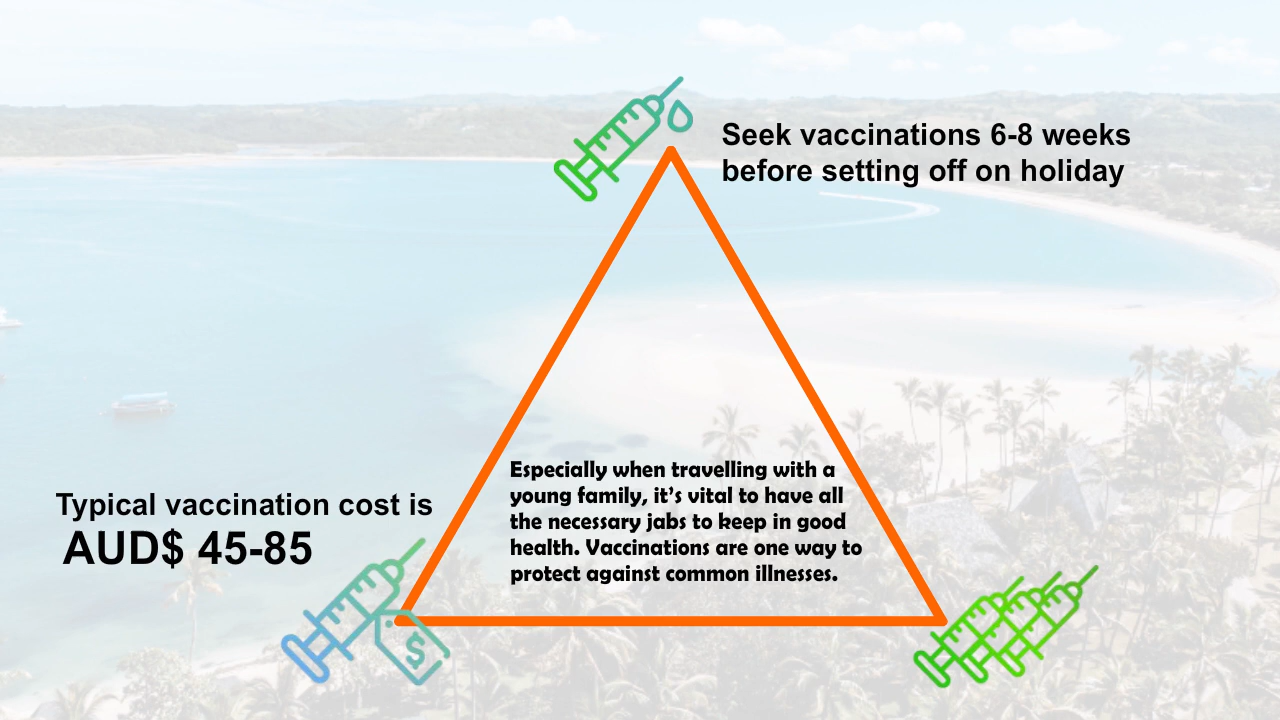 Seek vaccinations 6-8 weeks
before setting off on holiday
Especially when travelling with a
young family, it's vital to have all
the necessary jabs to keep in good
health. Vaccinations are one way to
protect against common illnesses.
Typical vaccination cost is
AUD$ 45-85
$